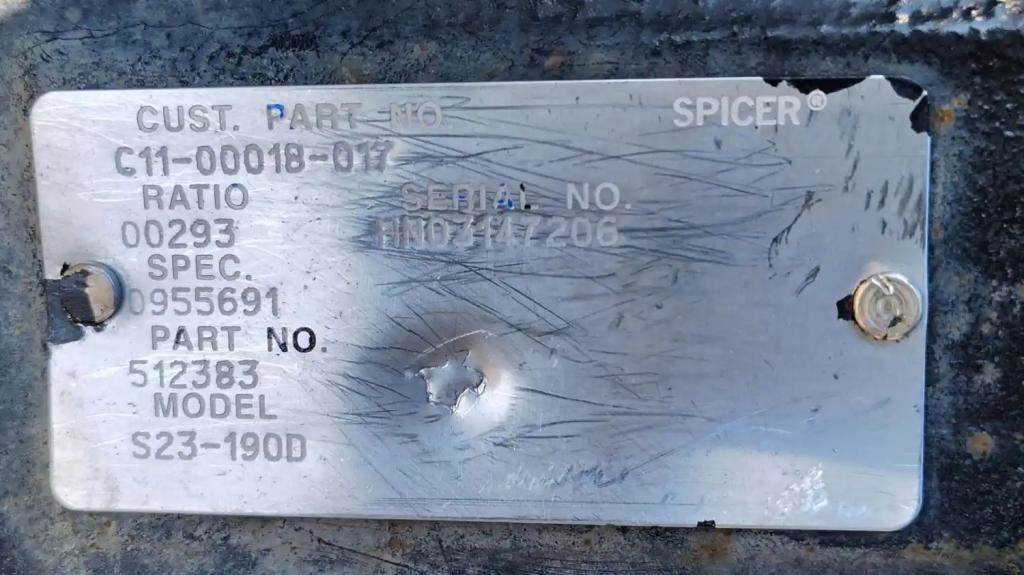 CUST. PART NO.
SPICER®
C11-00018-017
RATIO
SERIAL NO.
00293
HN03147206
SPEC.
0955691
PART NO.
512383
MODEL
S23-190D